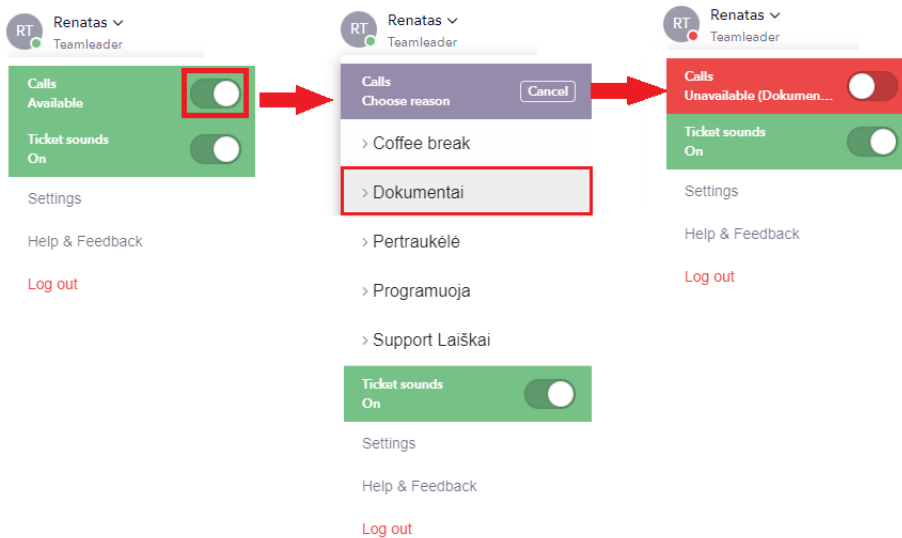 RT
Renatas
Teamleader
Calls
Available
Ticket sounds
On
Settings
Help & Feedback
Log out
RT
Renatas
Teamleader
Calls
Choose reason
Cancel
Coffee break
Dokumentai
Pertraukėlė
Programuoja
Support Laiškai
Ticket sounds
On
Settings
Help & Feedback
Log out
RT
Renatas
Teamleader
Calls
Unavailable (Dokumen...
Ticket sounds
On
Settings
Help & Feedback
Log out